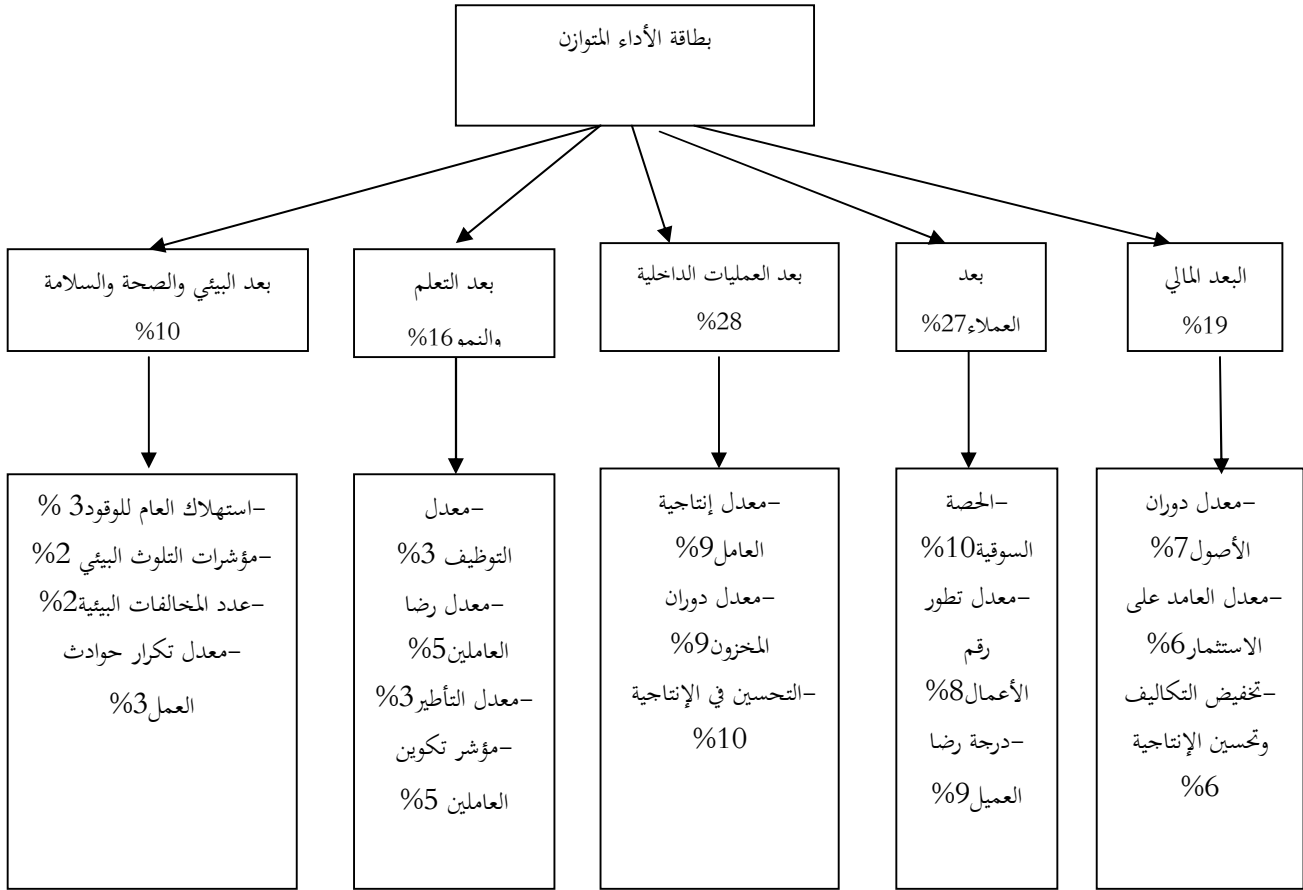 بطاقة الأداء المتوازن
البعد المالي
%19
بعد
العملاء27%
بعد العمليات الداخلية
%28
بعد التعلم
والنمو16%
بعد البيئي والصحة والسلامة
%10
-معدل دوران
الأصول7%
-معدل العامد على
الاستثمار6%
-تخفيض التكاليف
وتحسين الإنتاجية
%6
-الحصة
السوقية10%
-معدل تطور
رقم
الأعمال8%
-درجة رضا
العميل9%
-معدل إنتاجية
العامل9%
-معدل دوران
المخزون9%
-التحسين في الإنتاجية
%10
-معدل
التوظيف 3%
-معدل رضا
العاملين5%
-معدل التأطير3%
-مؤشر تكوين
العاملين 5%
-استهلاك العام للوقود3 %
-مؤشرات التلوث البيئي 2%
-عدد المخالفات البيئية2%
-معدل تكرار حوادث
العمل3%